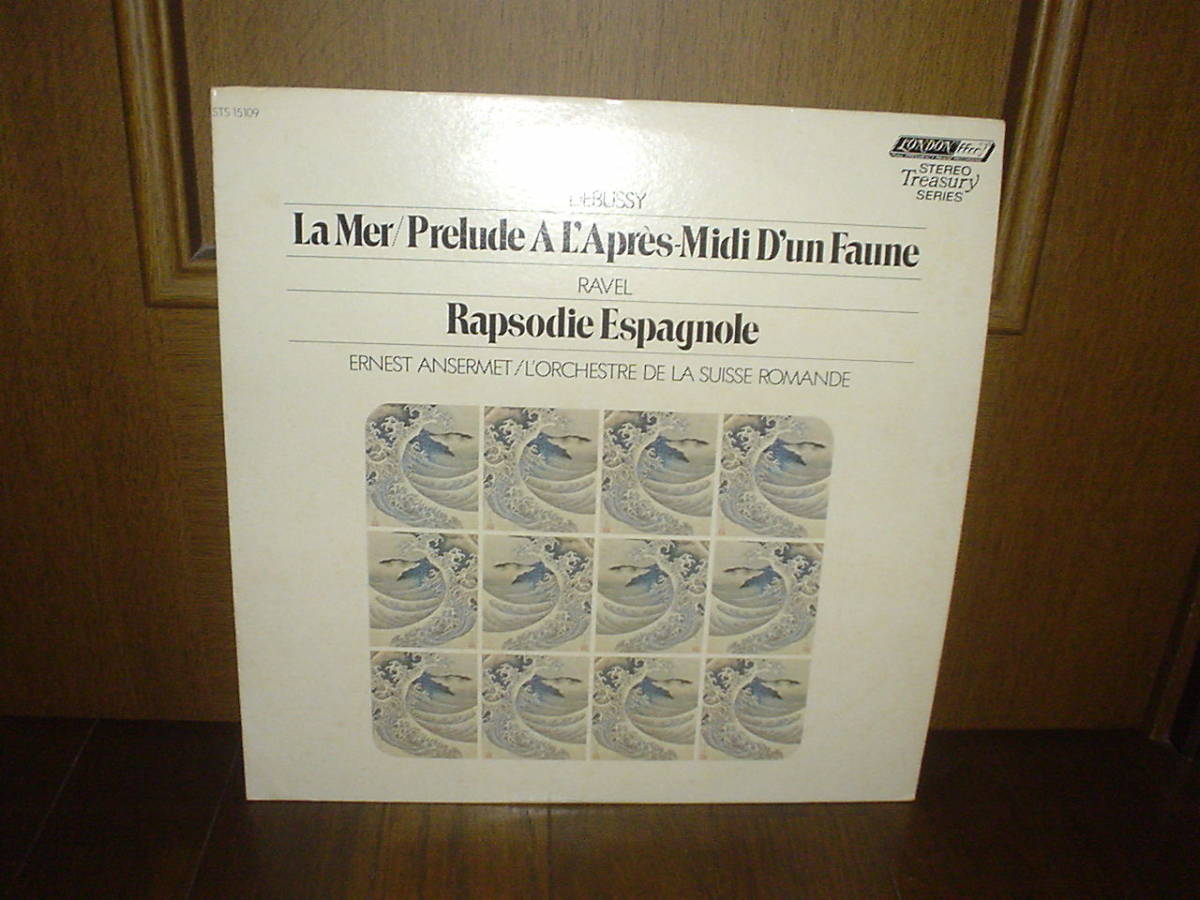 STS 15109
LONDON ffrr
STEREO
Treasury
SERIES
DEBUSSY
La Mer/Prelude A L'Après-Midi D'un Faune
RAVEL
Rapsodie Espagnole
ERNEST ANSERMET/L'ORCHESTRE DE LA SUISSE ROMANDE